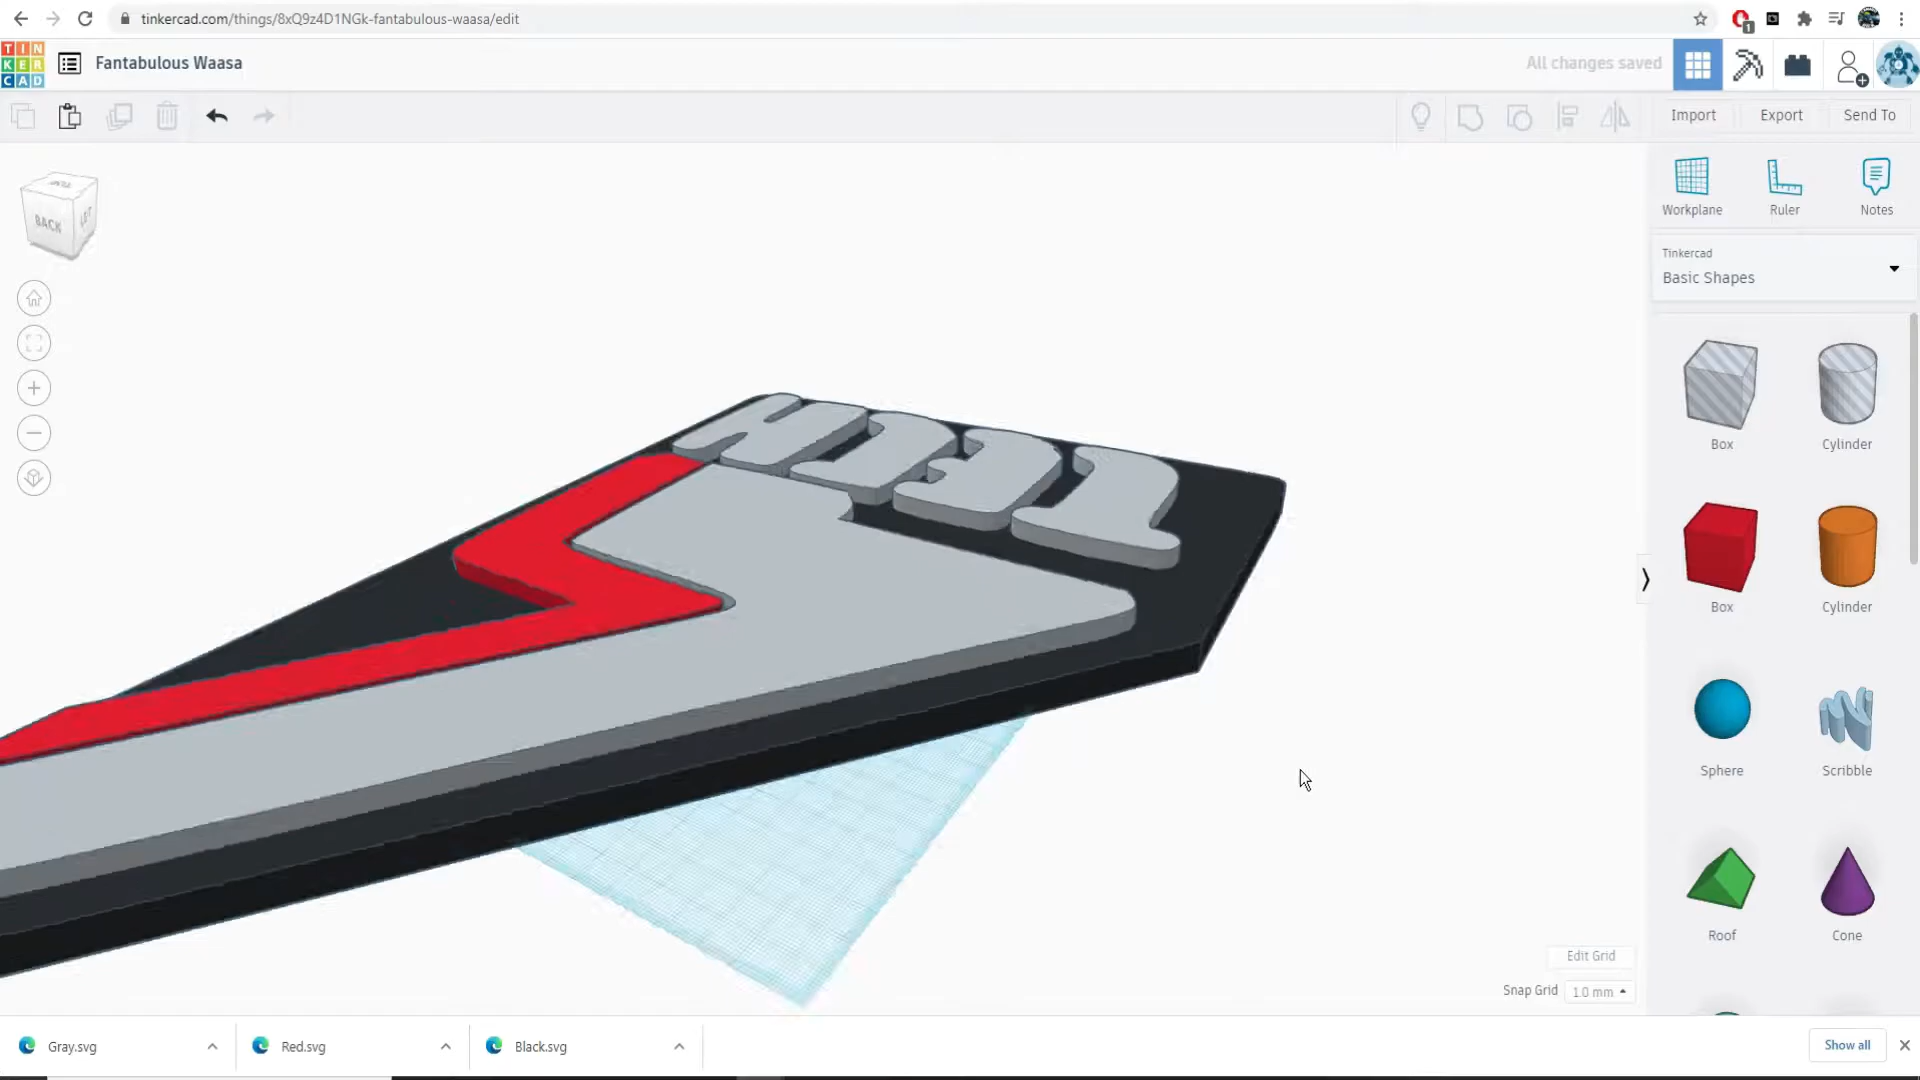 tinkercad.com/things/8xQ9z4D1NGk-fantabulous-waasa/edit
1
TIN
KER
CAD
Fantabulous Waasa
All changes saved
Import
Export
Send To
BACK
Workplane
Ruler
Notes
Tinkercad
Basic Shapes
Box
Cylinder
Box
Cylinder
Sphere
Scribble
Roof
Cone
Edit Grid
Snap Grid
1.0 mm
Gray.svg
Red.svg
Black.svg
Show all